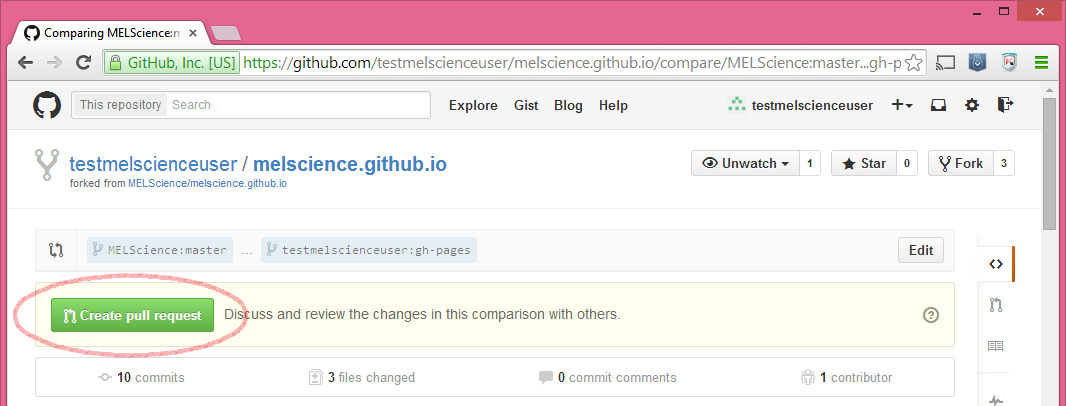 Comparing MELScience:m
GitHub, Inc. [US] https://github.com/testmelscienceuser/melscience.github.io/compare/MELScience:master...gh-p
This repository Search Explore Gist Blog Help testmelscienceuser
testmelscienceuser / melscience.github.io Unwatch 1 Star 0 Fork 3
forked from MELScience/melscience.github.io
MELScience:master ... testmelscienceuser:gh-pages Edit
Create pull request Discuss and review the changes in this comparison with others.
10 commits 3 files changed 0 commit comments 1 contributor